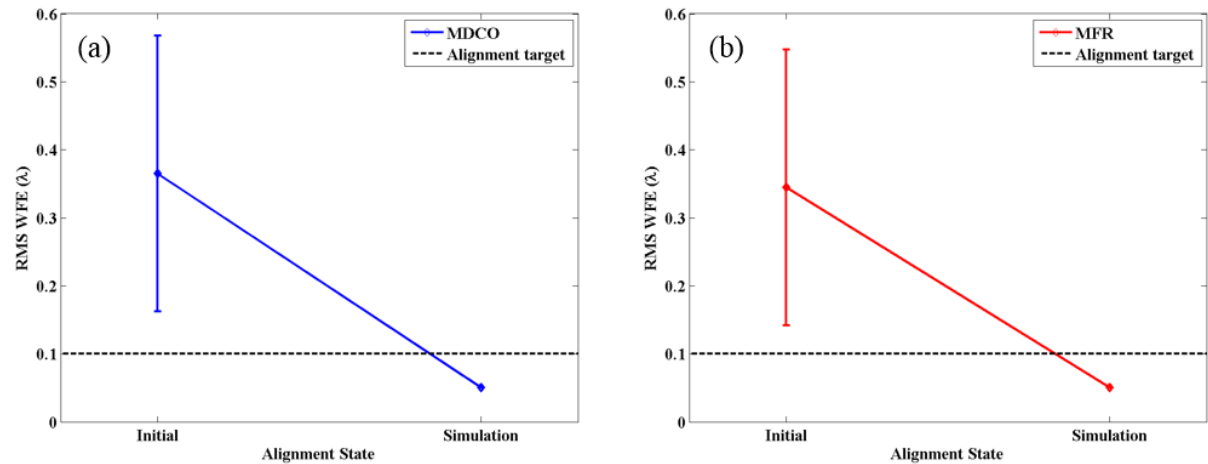 (a)
MDCO
Alignment target
0.6
0.5
0.4
0.3
0.2
0.1
0
RMS WFE (λ)
Initial
Simulation
Alignment State
(b)
MFR
Alignment target
0.6
0.5
0.4
0.3
0.2
0.1
0
RMS WFE (λ)
Initial
Simulation
Alignment State